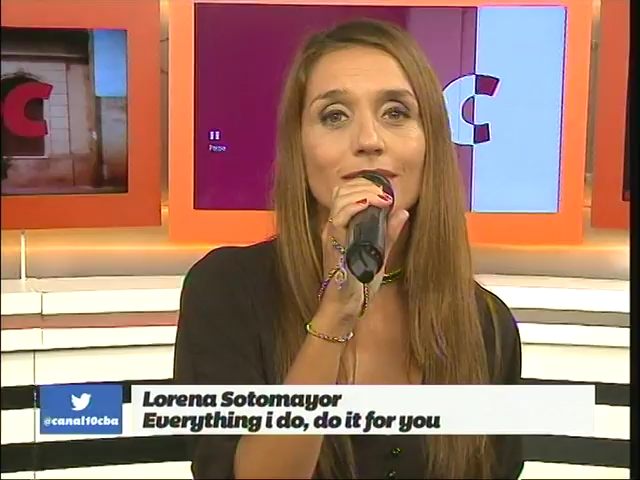 C
C
Pause
Lorena Sotomayor
@canal10cba
Everything i do, do it for you